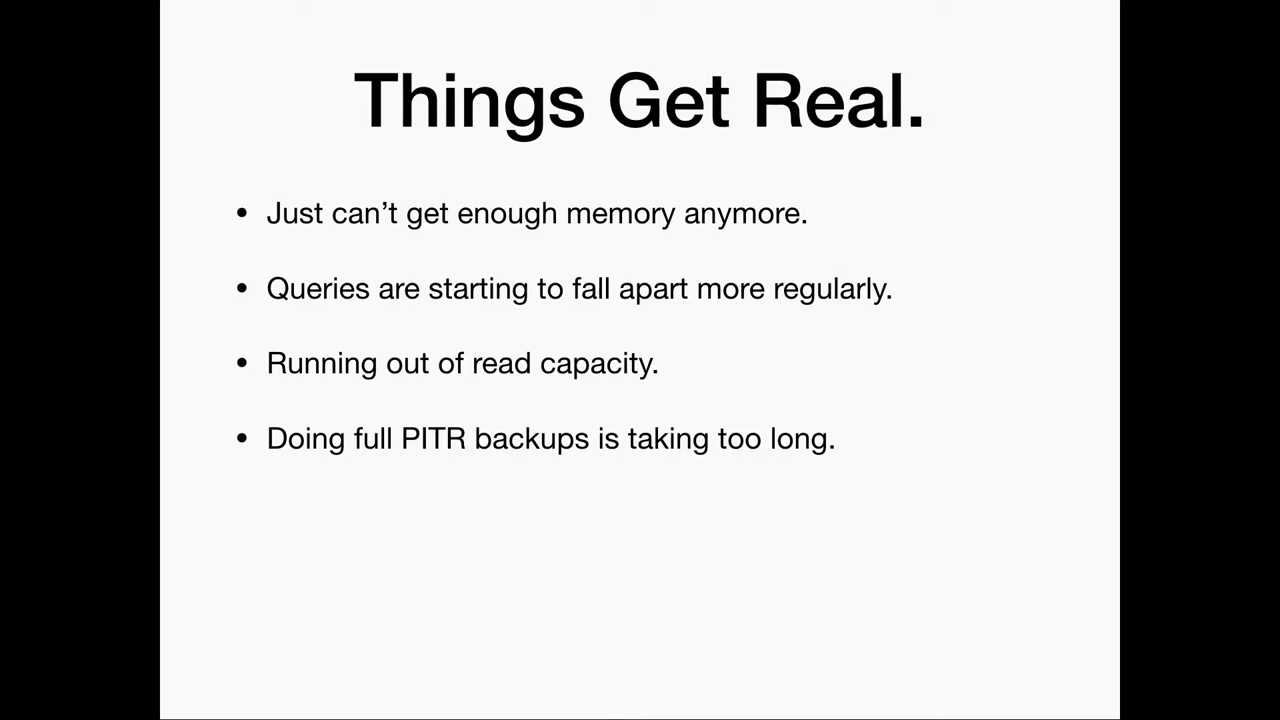 Things Get Real.
• Just can’t get enough memory anymore.
• Queries are starting to fall apart more regularly.
• Running out of read capacity.
• Doing full PITR backups is taking too long.